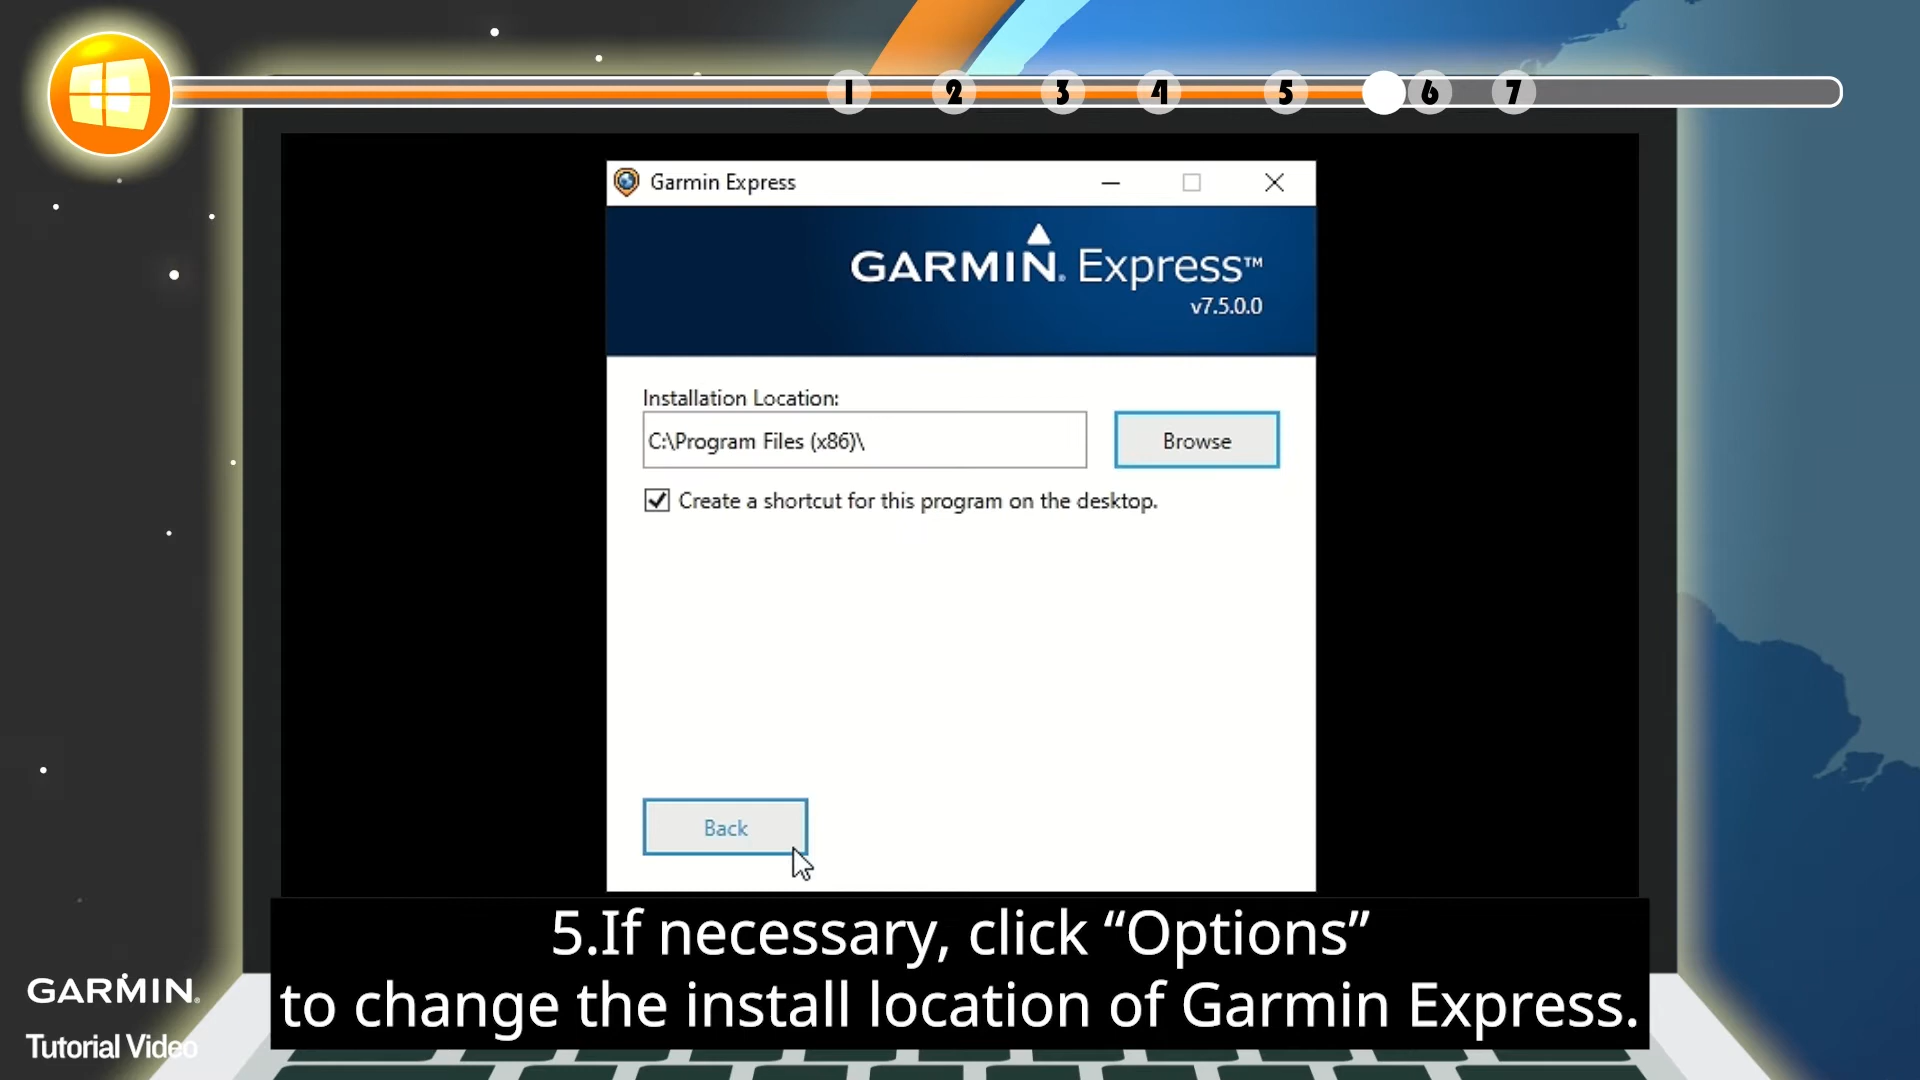 1 2 3 4 5 6 7
Garmin Express
GARMIN. Express™
v7.5.0.0
Installation Location:
C:\Program Files (x86)\
Browse
Create a shortcut for this program on the desktop.
Back
5.If necessary, click “Options”
to change the install location of Garmin Express.
GARMIN.
Tutorial Video